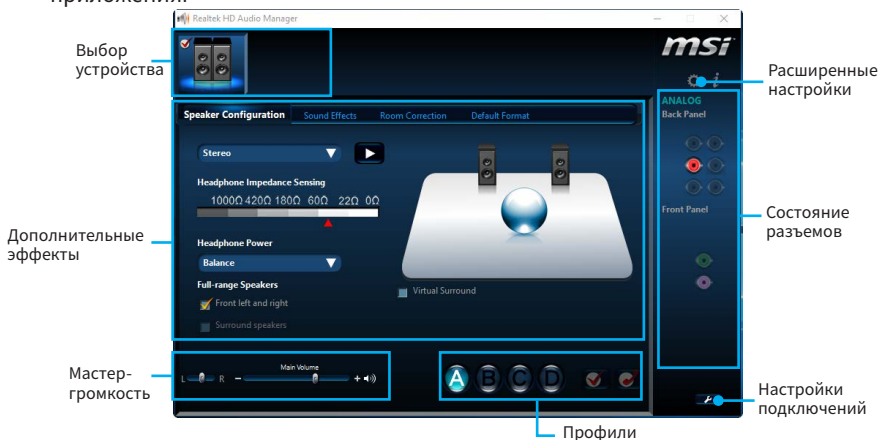 приложения.
Realtek HD Audio Manager
Выбор
устройства
msi
i
Расширенные
настройки
Speaker Configuration Sound Effects Room Correction Default Format
ANALOG
Back Panel
Stereo
Headphone Impedance Sensing
1000Ω 420Ω 180Ω 60Ω 22Ω 0Ω
Front Panel
Состояние
разъемов
Дополнительные
эффекты
Headphone Power
Balance
Full-range Speakers
Front left and right
Virtual Surround
Surround speakers
Мастер-
громкость
Main Volume
L R - +
A B C D
Настройки
подключений
Профили